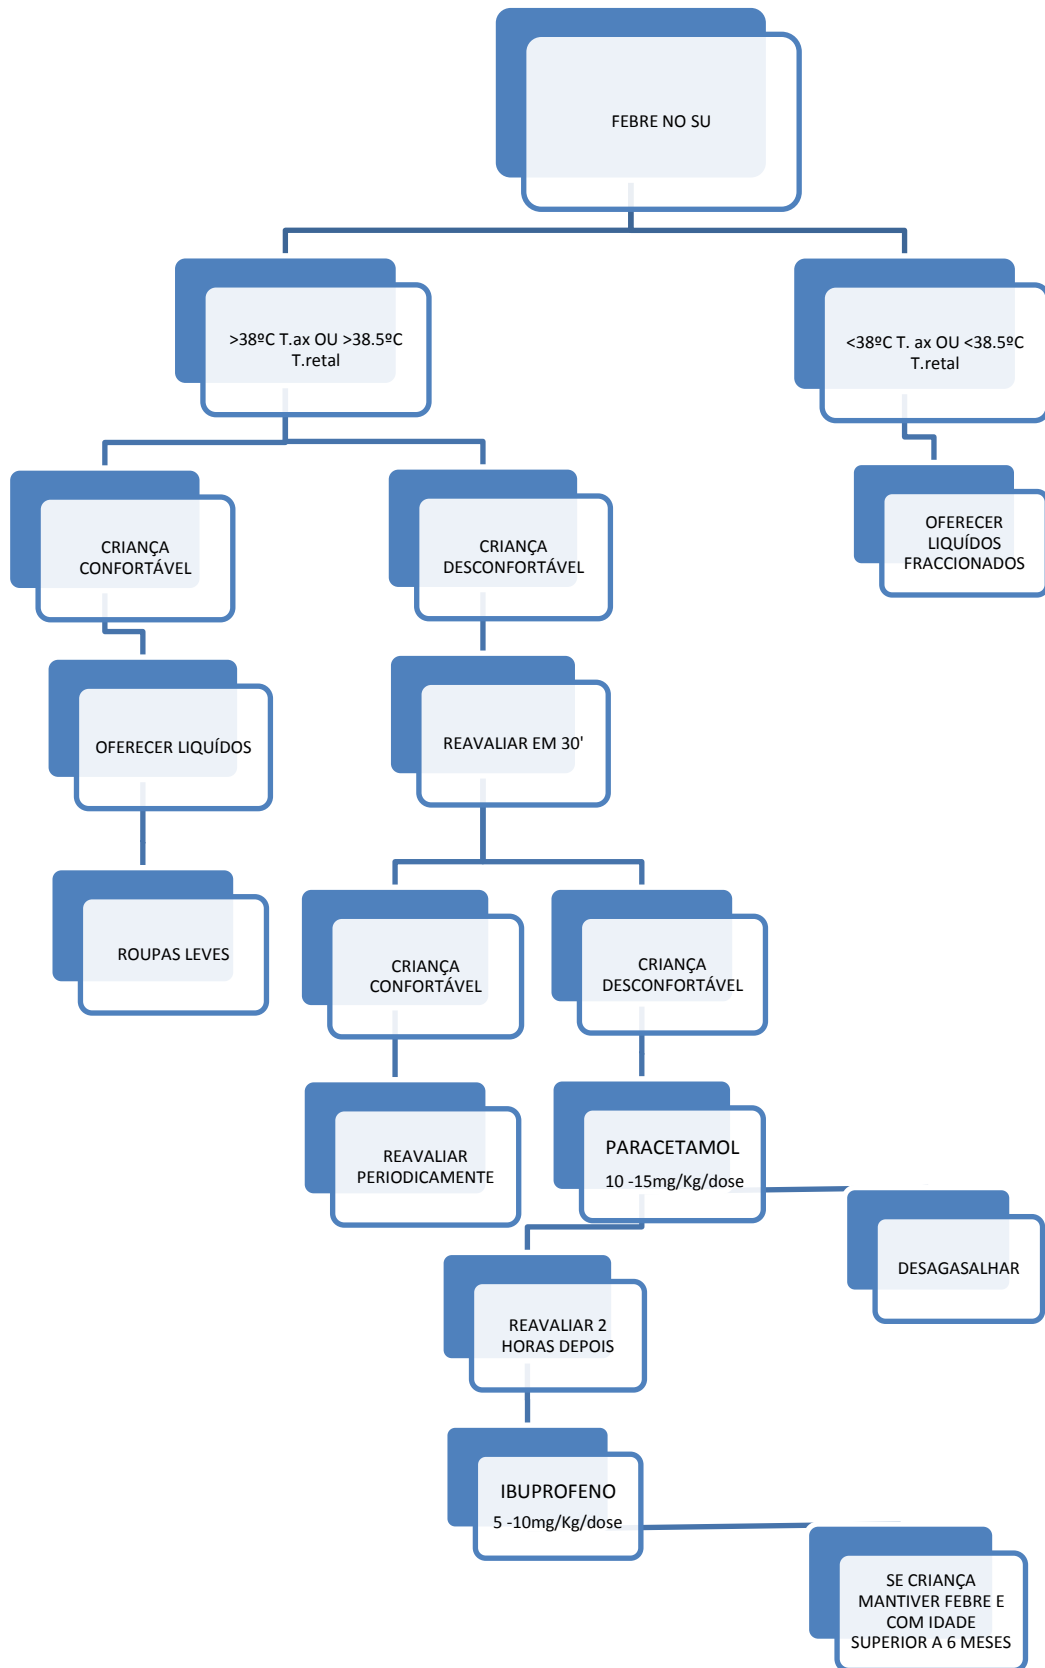 FEBRE NO SU
>38ºC T.ax OU >38.5ºC
T.retal
<38ºC T. ax OU <38.5ºC
T.retal
CRIANÇA
CONFORTÁVEL
CRIANÇA
DESCONFORTÁVEL
OFERECER
LIQUÍDOS
FRACCIONADOS
OFERECER LIQUÍDOS
REAVALIAR EM 30'
ROUPAS LEVES
CRIANÇA
CONFORTÁVEL
CRIANÇA
DESCONFORTÁVEL
REAVALIAR
PERIODICAMENTE
PARACETAMOL
10 -15mg/Kg/dose
DESAGASALHAR
REAVALIAR 2
HORAS DEPOIS
IBUPROFENO
5 -10mg/Kg/dose
SE CRIANÇA
MANTIVER FEBRE E
COM IDADE
SUPERIOR A 6 MESES